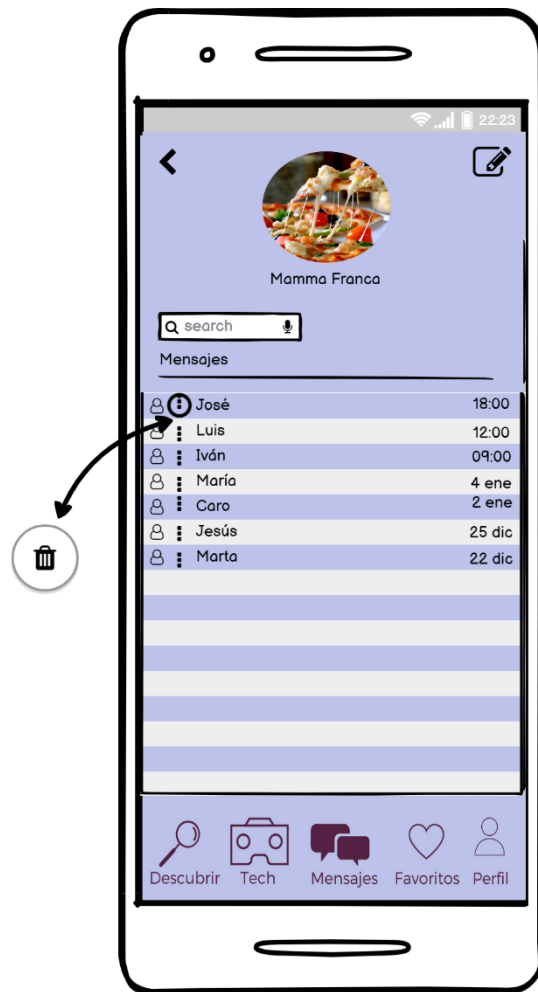 22:23
Mamma Franca
search
Mensajes
José 18:00
Luis 12:00
Iván 09:00
María 4 ene
Caro 2 ene
Jesús 25 dic
Marta 22 dic
Descubrir Tech Mensajes Favoritos Perfil